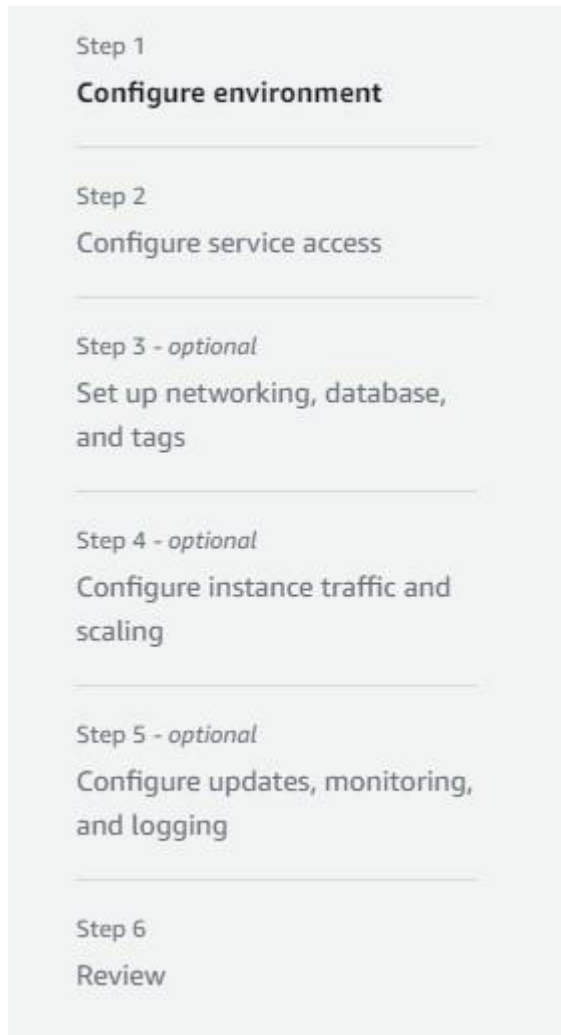 Step 1
Configure environment
Step 2
Configure service access
Step 3 - optional
Set up networking, database,
and tags
Step 4 - optional
Configure instance traffic and
scaling
Step 5 - optional
Configure updates, monitoring,
and logging
Step 6
Review